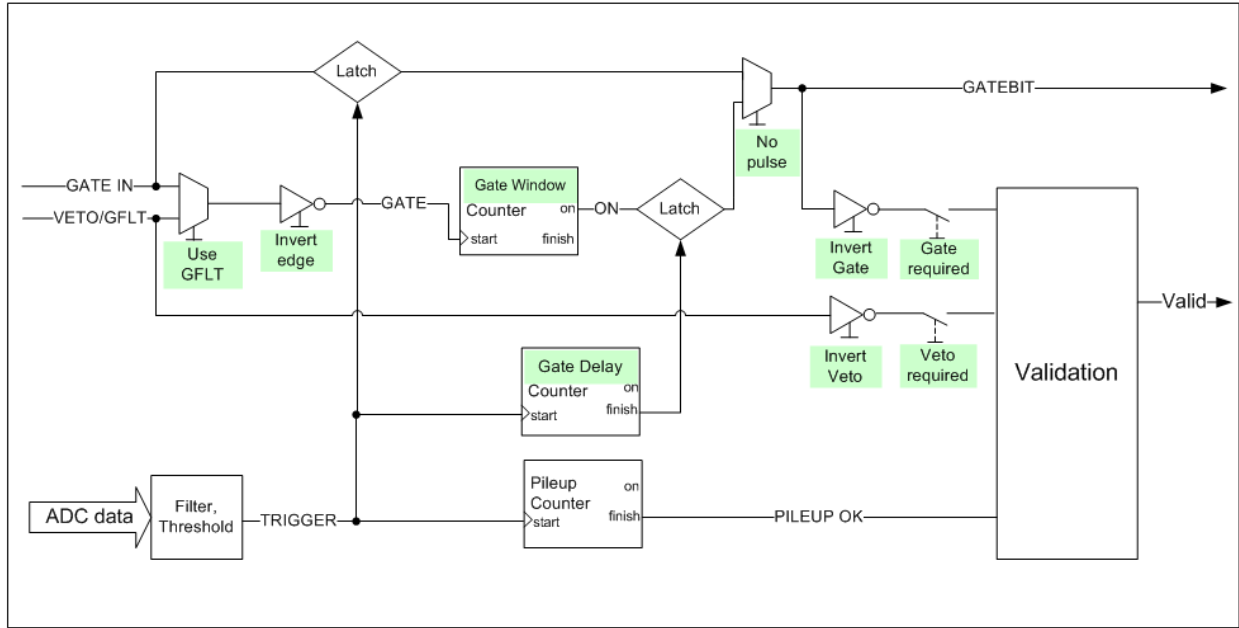 Latch
GATEBIT
No
pulse
GATE IN
VETO/GFLT
Use
GFLT
Invert
edge
GATE
Gate Window
Counter
on
start
finish
ON
Latch
Invert
Gate
Gate
required
Invert
Veto
Veto
required
Validation
Valid
Gate Delay
Counter
on
finish
start
ADC data
Filter,
Threshold
TRIGGER
Pileup
Counter
on
finish
start
PILEUP OK